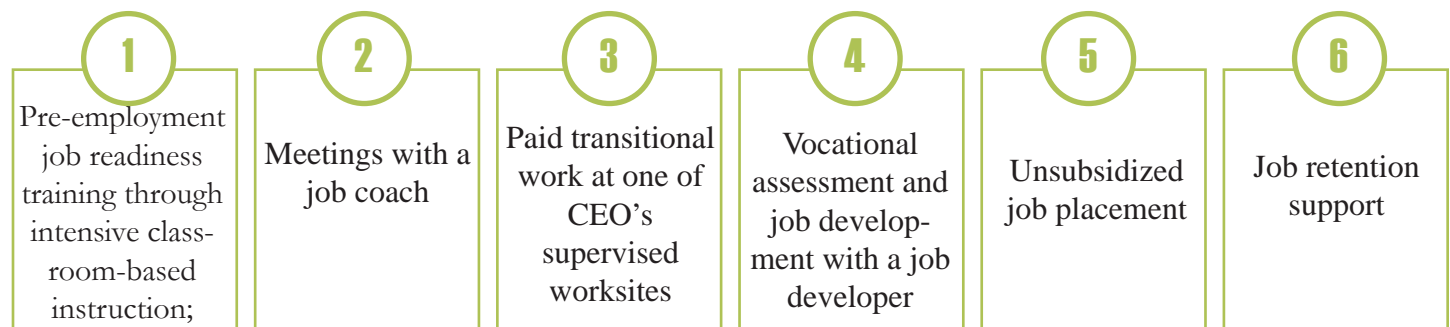 1
Pre-employment
job readiness
training through
intensive class-
room-based
instruction;
2
Meetings with a
job coach
3
Paid transitional
work at one of
CEO’s
supervised
worksites
4
Vocational
assessment and
job develop-
ment with a job
developer
5
Unsubsidized
job placement
6
Job retention
support